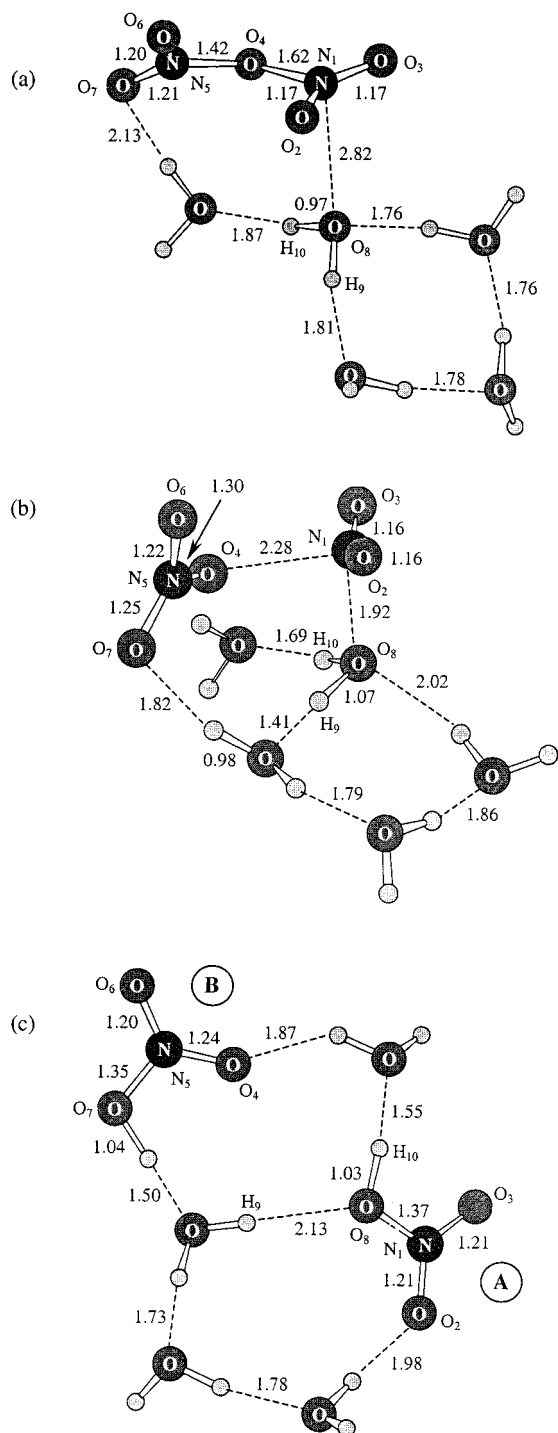 (a)
O6
O4
N1
O3
1.20 O 1.42 1.62
O N O N O
O7 1.21 N5 1.17 1.17
O2 O
2.13 2.82
0.97 1.76
O O O
1.87 H10 O8
H9 1.76
1.81
O 1.78 O
(b)
O6 1.30
O O3 O
O4 N1 1.16
1.22 2.28
N5 N O O 1.16
O2
1.25 1.92
O7 O O 1.69 H10 O O8
1.82 1.07 2.02
1.41 H9
0.98 O O
1.79 O 1.86
(c)
O6 O B
1.20 1.24 1.87
N O O
1.35 N5 O4
O7 O 1.55
1.04 H10
1.03 O3
1.50 H9 O 1.37 O
O 2.13 O8 N
N1 1.21
1.21 A
1.73 O O2
O 1.98
1.78 O